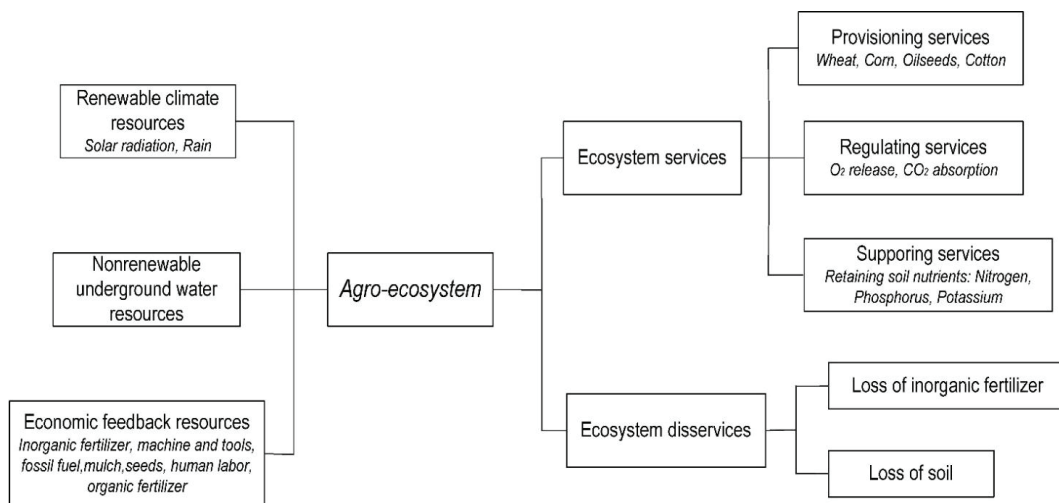 Renewable climate
resources
Solar radiation, Rain
Nonrenewable
underground water
resources
Economic feedback resources
Inorganic fertilizer, machine and tools,
fossil fuel,mulch,seeds, human labor,
organic fertilizer
Agro-ecosystem
Ecosystem services
Provisioning services
Wheat, Corn, Oilseeds, Cotton
Regulating services
O₂ release, CO₂ absorption
Supporing services
Retaining soil nutrients: Nitrogen,
Phosphorus, Potassium
Ecosystem disservices
Loss of inorganic fertilizer
Loss of soil